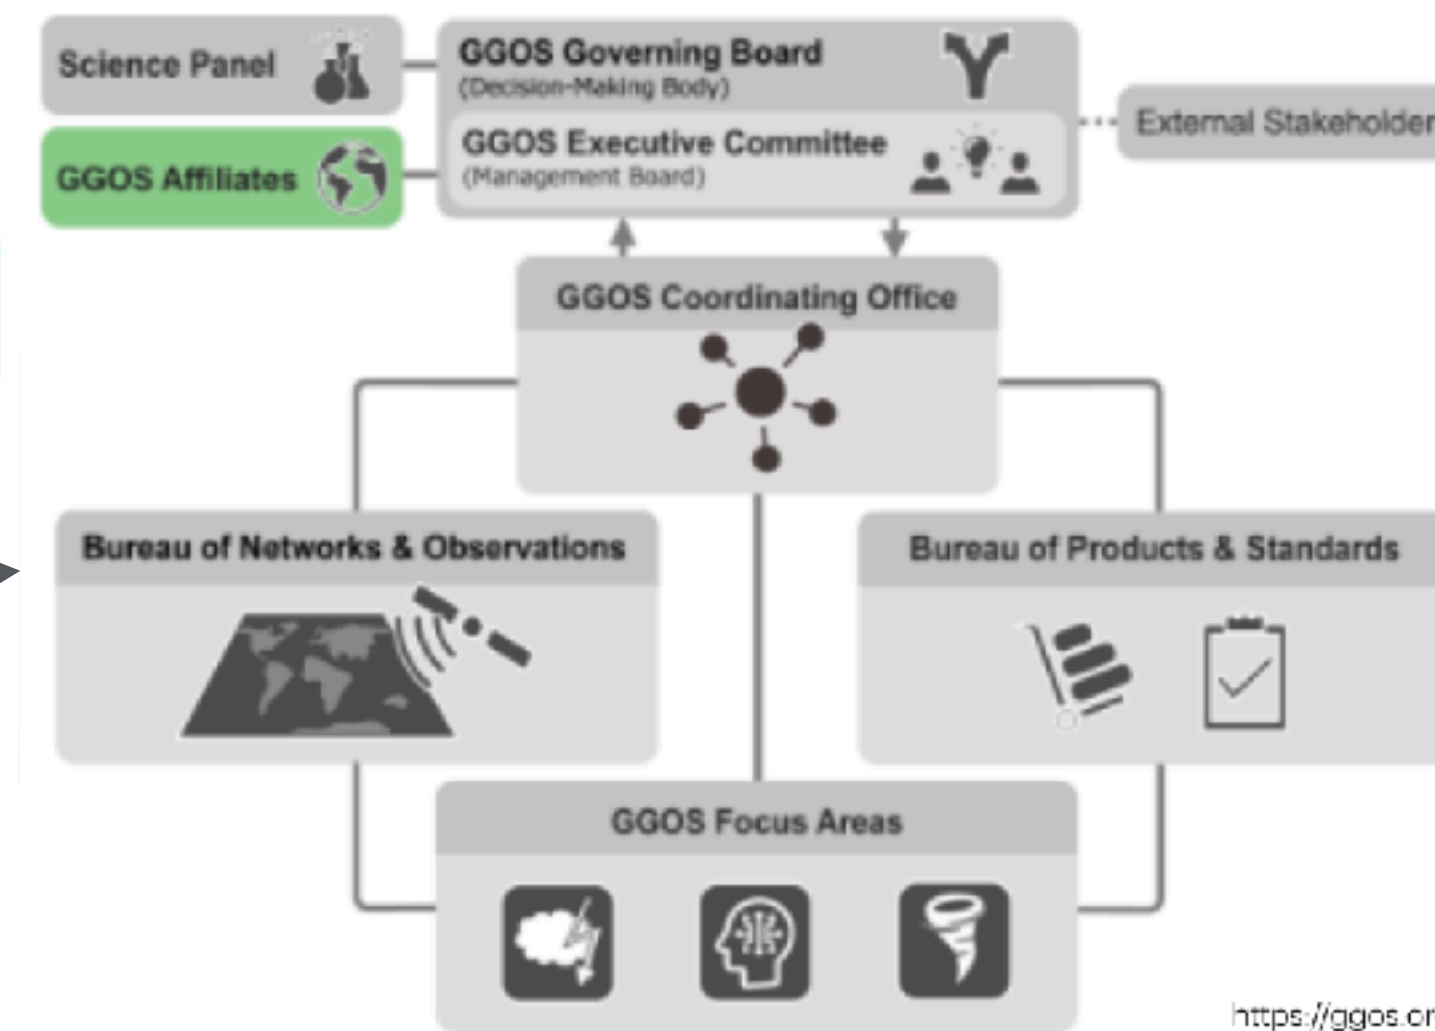 Science Panel
GGOS Governing Board
(Decision-Making Body)
External Stakeholder
GGOS Executive Committee
(Management Board)
GGOS Affiliates
GGOS Coordinating Office
Bureau of Networks & Observations
Bureau of Products & Standards
GGOS Focus Areas
https://ggos.or